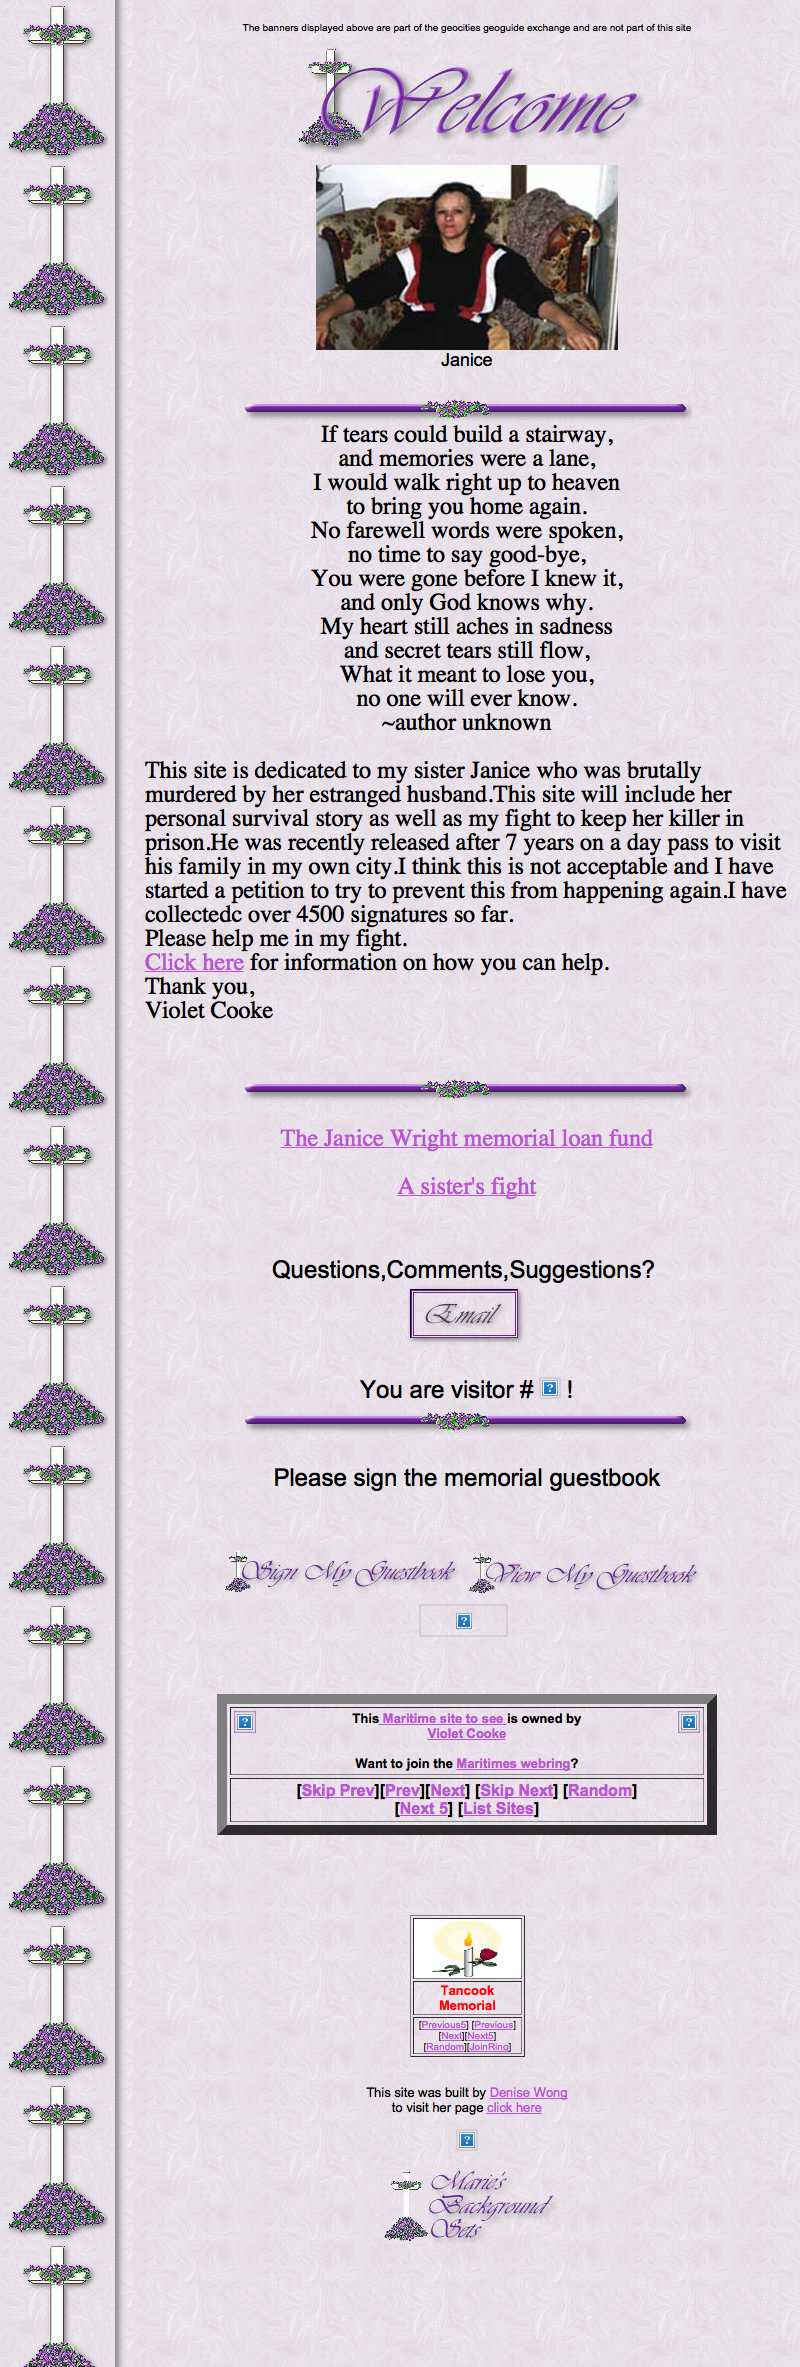 The banners displayed above are part of the geocities geoguide exchange and are not part of this site
Welcome
Janice
If tears could build a stairway,
and memories were a lane,
I would walk right up to heaven
to bring you home again.
No farewell words were spoken,
no time to say good-bye,
You were gone before I knew it,
and only God knows why.
My heart still aches in sadness
and secret tears still flow,
What it meant to lose you,
no one will ever know.
~author unknown
This site is dedicated to my sister Janice who was brutally
murdered by her estranged husband.This site will include her
personal survival story as well as my fight to keep her killer in
prison.He was recently released after 7 years on a day pass to visit
his family in my own city.I think this is not acceptable and I have
started a petition to try to prevent this from happening again.I have
collectedc over 4500 signatures so far.
Please help me in my fight.
Click here for information on how you can help.
Thank you,
Violet Cooke
The Janice Wright memorial loan fund
A sister's fight
Questions,Comments,Suggestions?
Email
You are visitor # !
Please sign the memorial guestbook
Sign My Guestbook View My Guestbook
This Maritime site to see is owned by
Violet Cooke
Want to join the Maritimes webring?
[Skip Prev][Prev][Next] [Skip Next] [Random]
[Next 5] [List Sites]
Tancook
Memorial
[Previous5] [Previous]
[Next][Next5]
[Random][JoinRing]
This site was built by Denise Wong
to visit her page click here
Marie's
Background
Sets